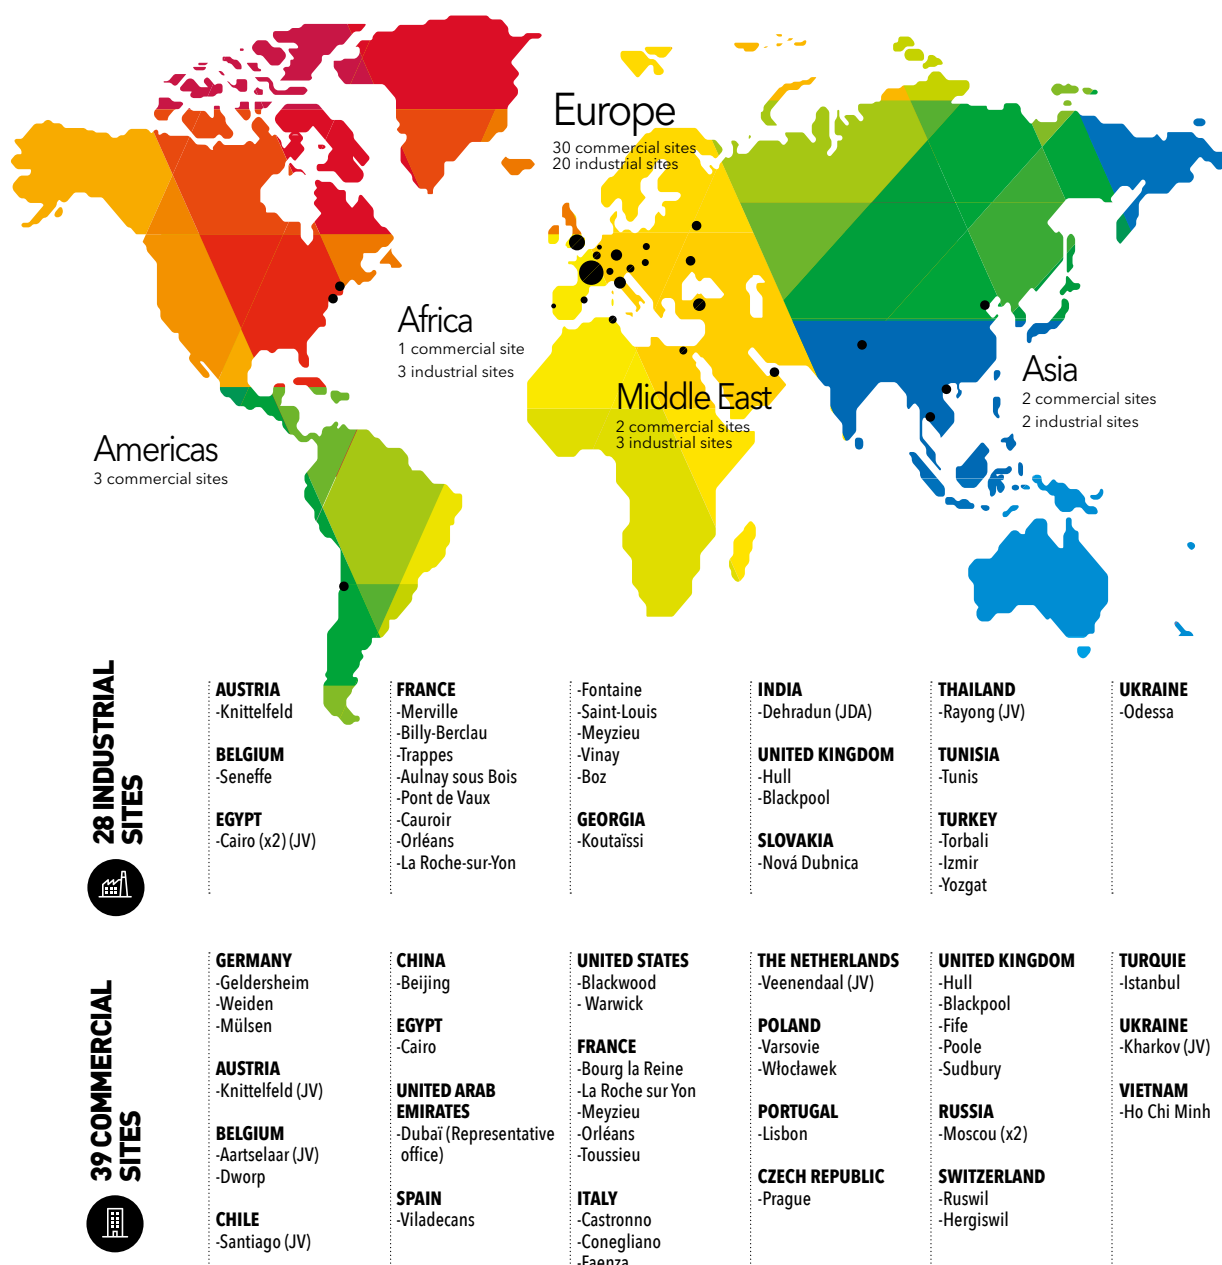 Europe
30 commercial sites
20 industrial sites
Africa
1 commercial site
3 industrial sites
Middle East
2 commercial sites
3 industrial sites
Asia
2 commercial sites
2 industrial sites
Americas
3 commercial sites
28 INDUSTRIAL
SITES
AUSTRIA
-Knittelfeld
BELGIUM
-Seneffe
EGYPT
-Cairo (x2) (JV)
FRANCE
-Merville
-Billy-Berclau
-Trappes
-Aulnay sous Bois
-Pont de Vaux
-Cauroir
-Orléans
-La Roche-sur-Yon
-Fontaine
-Saint-Louis
-Meyzieu
-Vinay
-Boz
GEORGIA
-Koutaïssi
INDIA
-Dehradun (JDA)
UNITED KINGDOM
-Hull
-Blackpool
SLOVAKIA
-Nová Dubnica
THAILAND
-Rayong (JV)
TUNISIA
-Tunis
TURKEY
-Torbali
-Izmir
-Yozgat
UKRAINE
-Odessa
39 COMMERCIAL
SITES
GERMANY
-Geldersheim
-Weiden
-Mülsen
AUSTRIA
-Knittelfeld (JV)
BELGIUM
-Aartselaar (JV)
-Dworp
CHILE
-Santiago (JV)
CHINA
-Beijing
EGYPT
-Cairo
UNITED ARAB
EMIRATES
-Dubaï (Representative
office)
SPAIN
-Viladecans
UNITED STATES
-Blackwood
- Warwick
FRANCE
-Bourg la Reine
-La Roche sur Yon
-Meyzieu
-Orléans
-Toussieu
ITALY
-Castronno
-Conegliano
-Faenza
THE NETHERLANDS
-Veenendaal (JV)
POLAND
-Varsovie
-Włocławek
PORTUGAL
-Lisbon
CZECH REPUBLIC
-Prague
UNITED KINGDOM
-Hull
-Blackpool
-Fife
-Poole
-Sudbury
RUSSIA
-Moscou (x2)
SWITZERLAND
-Ruswil
-Hergiswil
TURQUIE
-Istanbul
UKRAINE
-Kharkov (JV)
VIETNAM
-Ho Chi Minh